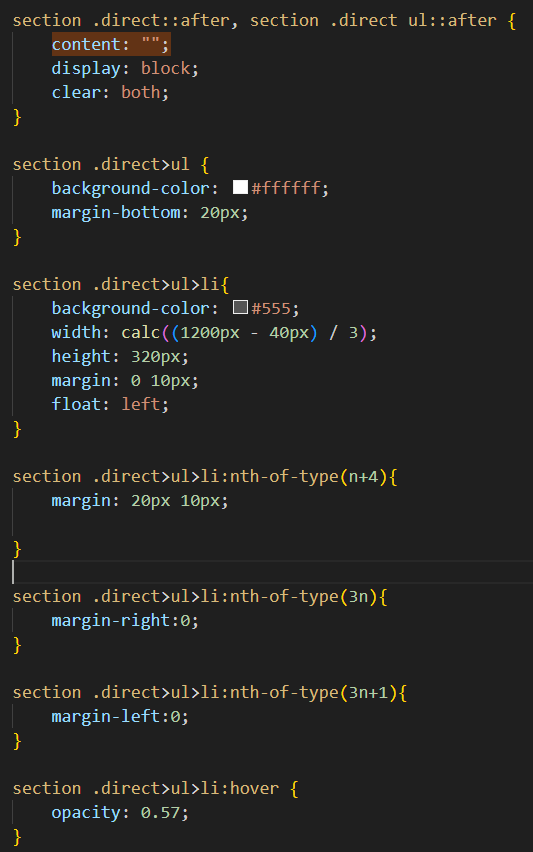 section .direct::after, section .direct ul::after {
    content: "";
    display: block;
    clear: both;
}
section .direct>ul {
    background-color: #ffffff;
    margin-bottom: 20px;
}
section .direct>ul>li{
    background-color: #555;
    width: calc((1200px - 40px) / 3);
    height: 320px;
    margin: 0 10px;
    float: left;
}
section .direct>ul>li:nth-of-type(n+4){
    margin: 20px 10px;
}
section .direct>ul>li:nth-of-type(3n){
    margin-right:0;
}
section .direct>ul>li:nth-of-type(3n+1){
    margin-left:0;
}
section .direct>ul>li:hover {
    opacity: 0.57;
}